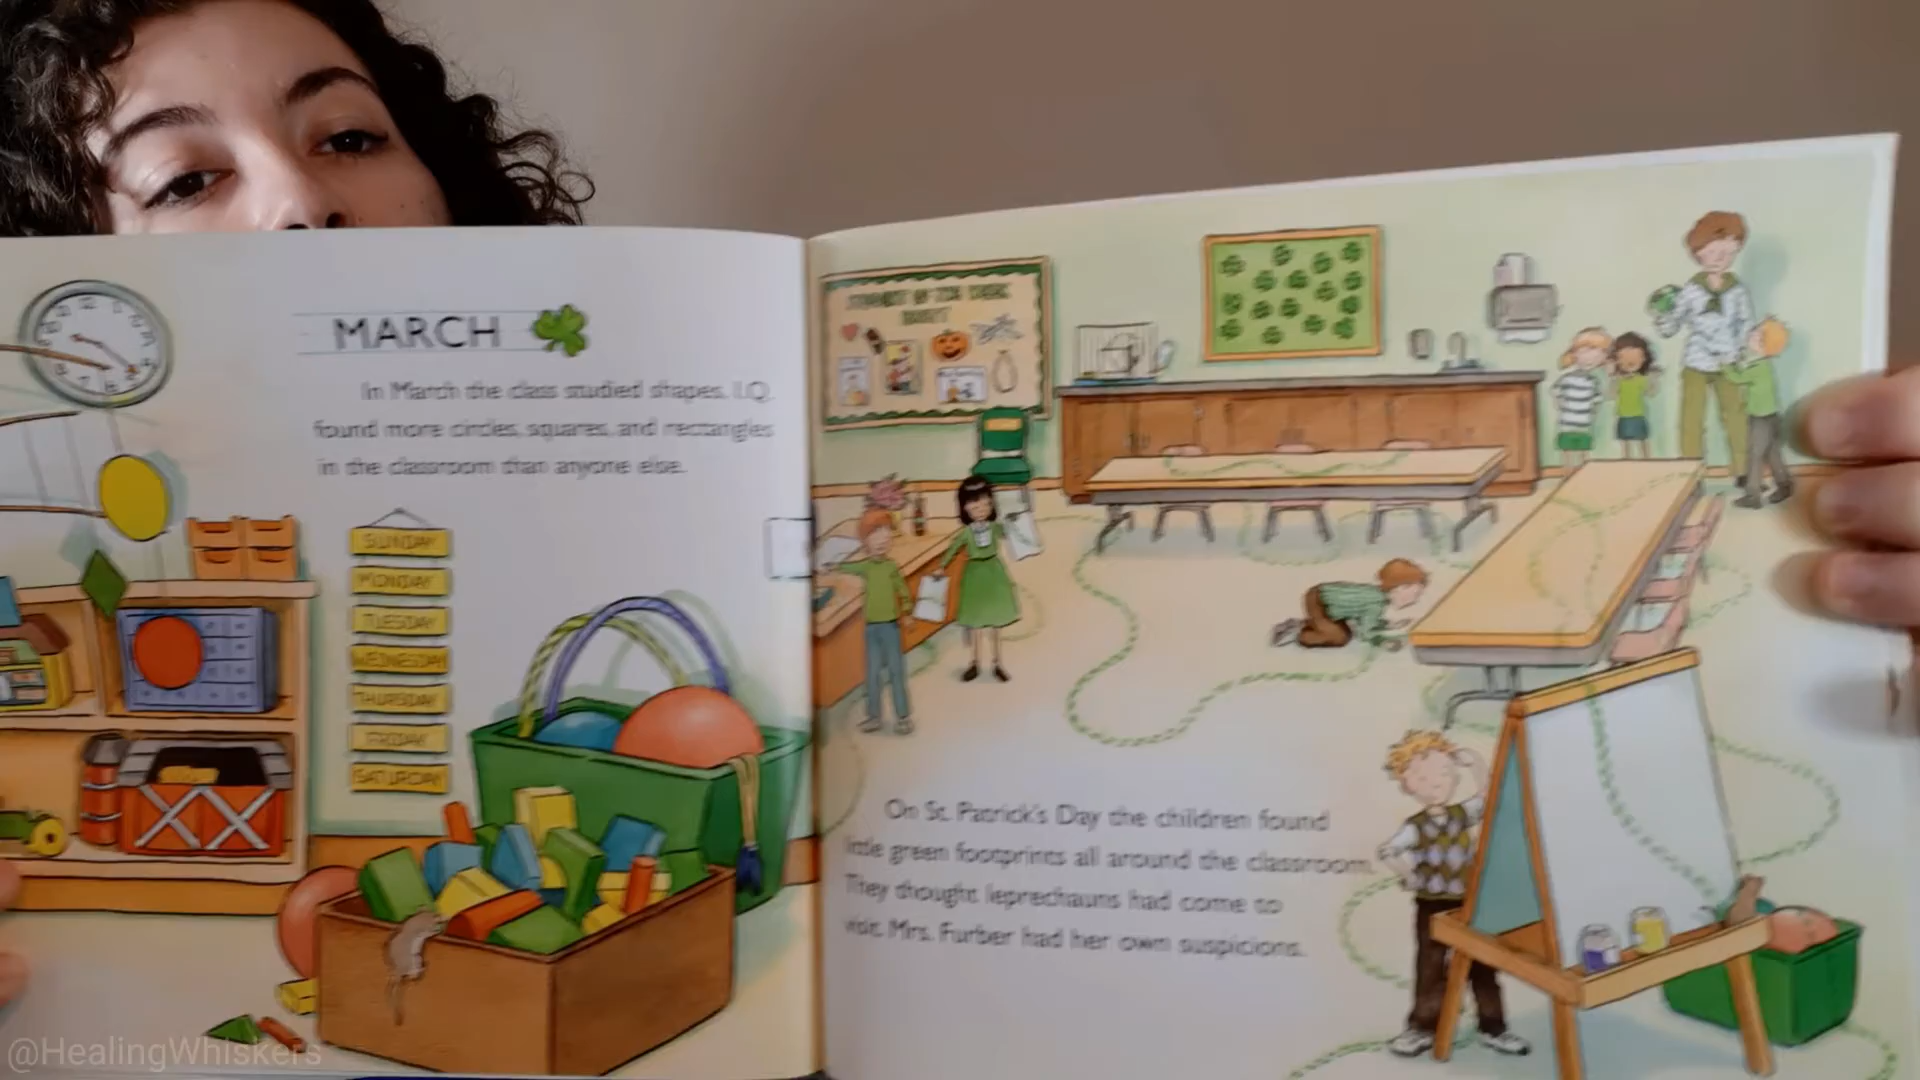 MARCH
In March the class studied shapes. I.Q.
found more circles, squares, and rectangles
in the classroom than anyone else.
SUNDAY
MONDAY
TUESDAY
WEDNESDAY
THURSDAY
FRIDAY
SATURDAY
On St. Patrick's Day the children found
little green footprints all around the classroom.
They thought leprechauns had come to
visit. Mrs. Furber had her own suspicions.
@HealingWhiskers